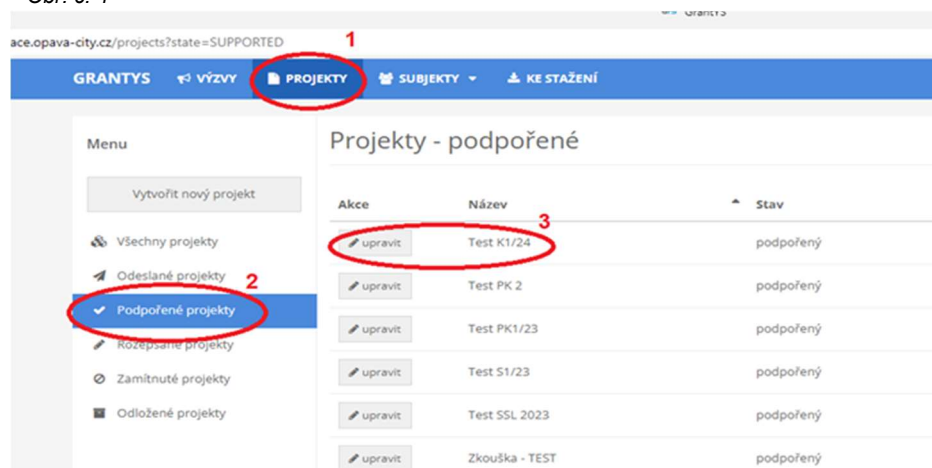 ace.opava-city.cz/projects?state=SUPPORTED
1
GRANTYS VÝZVY PROJEKTY SUBJEKTY KE STAŽENÍ
Menu
Projekty - podpořené
Vytvořit nový projekt
Akce Název Stav
3
Všechny projekty
upravit Test K1/24 podpořený
Odeslané projekty
2
upravit Test PK 2 podpořený
Podpořené projekty
upravit Test PK1/23 podpořený
Rozepsané projekty
upravit Test S1/23 podpořený
Zamítnuté projekty
upravit Test SSL 2023 podpořený
Odložené projekty
upravit Zkouška - TEST podpořený